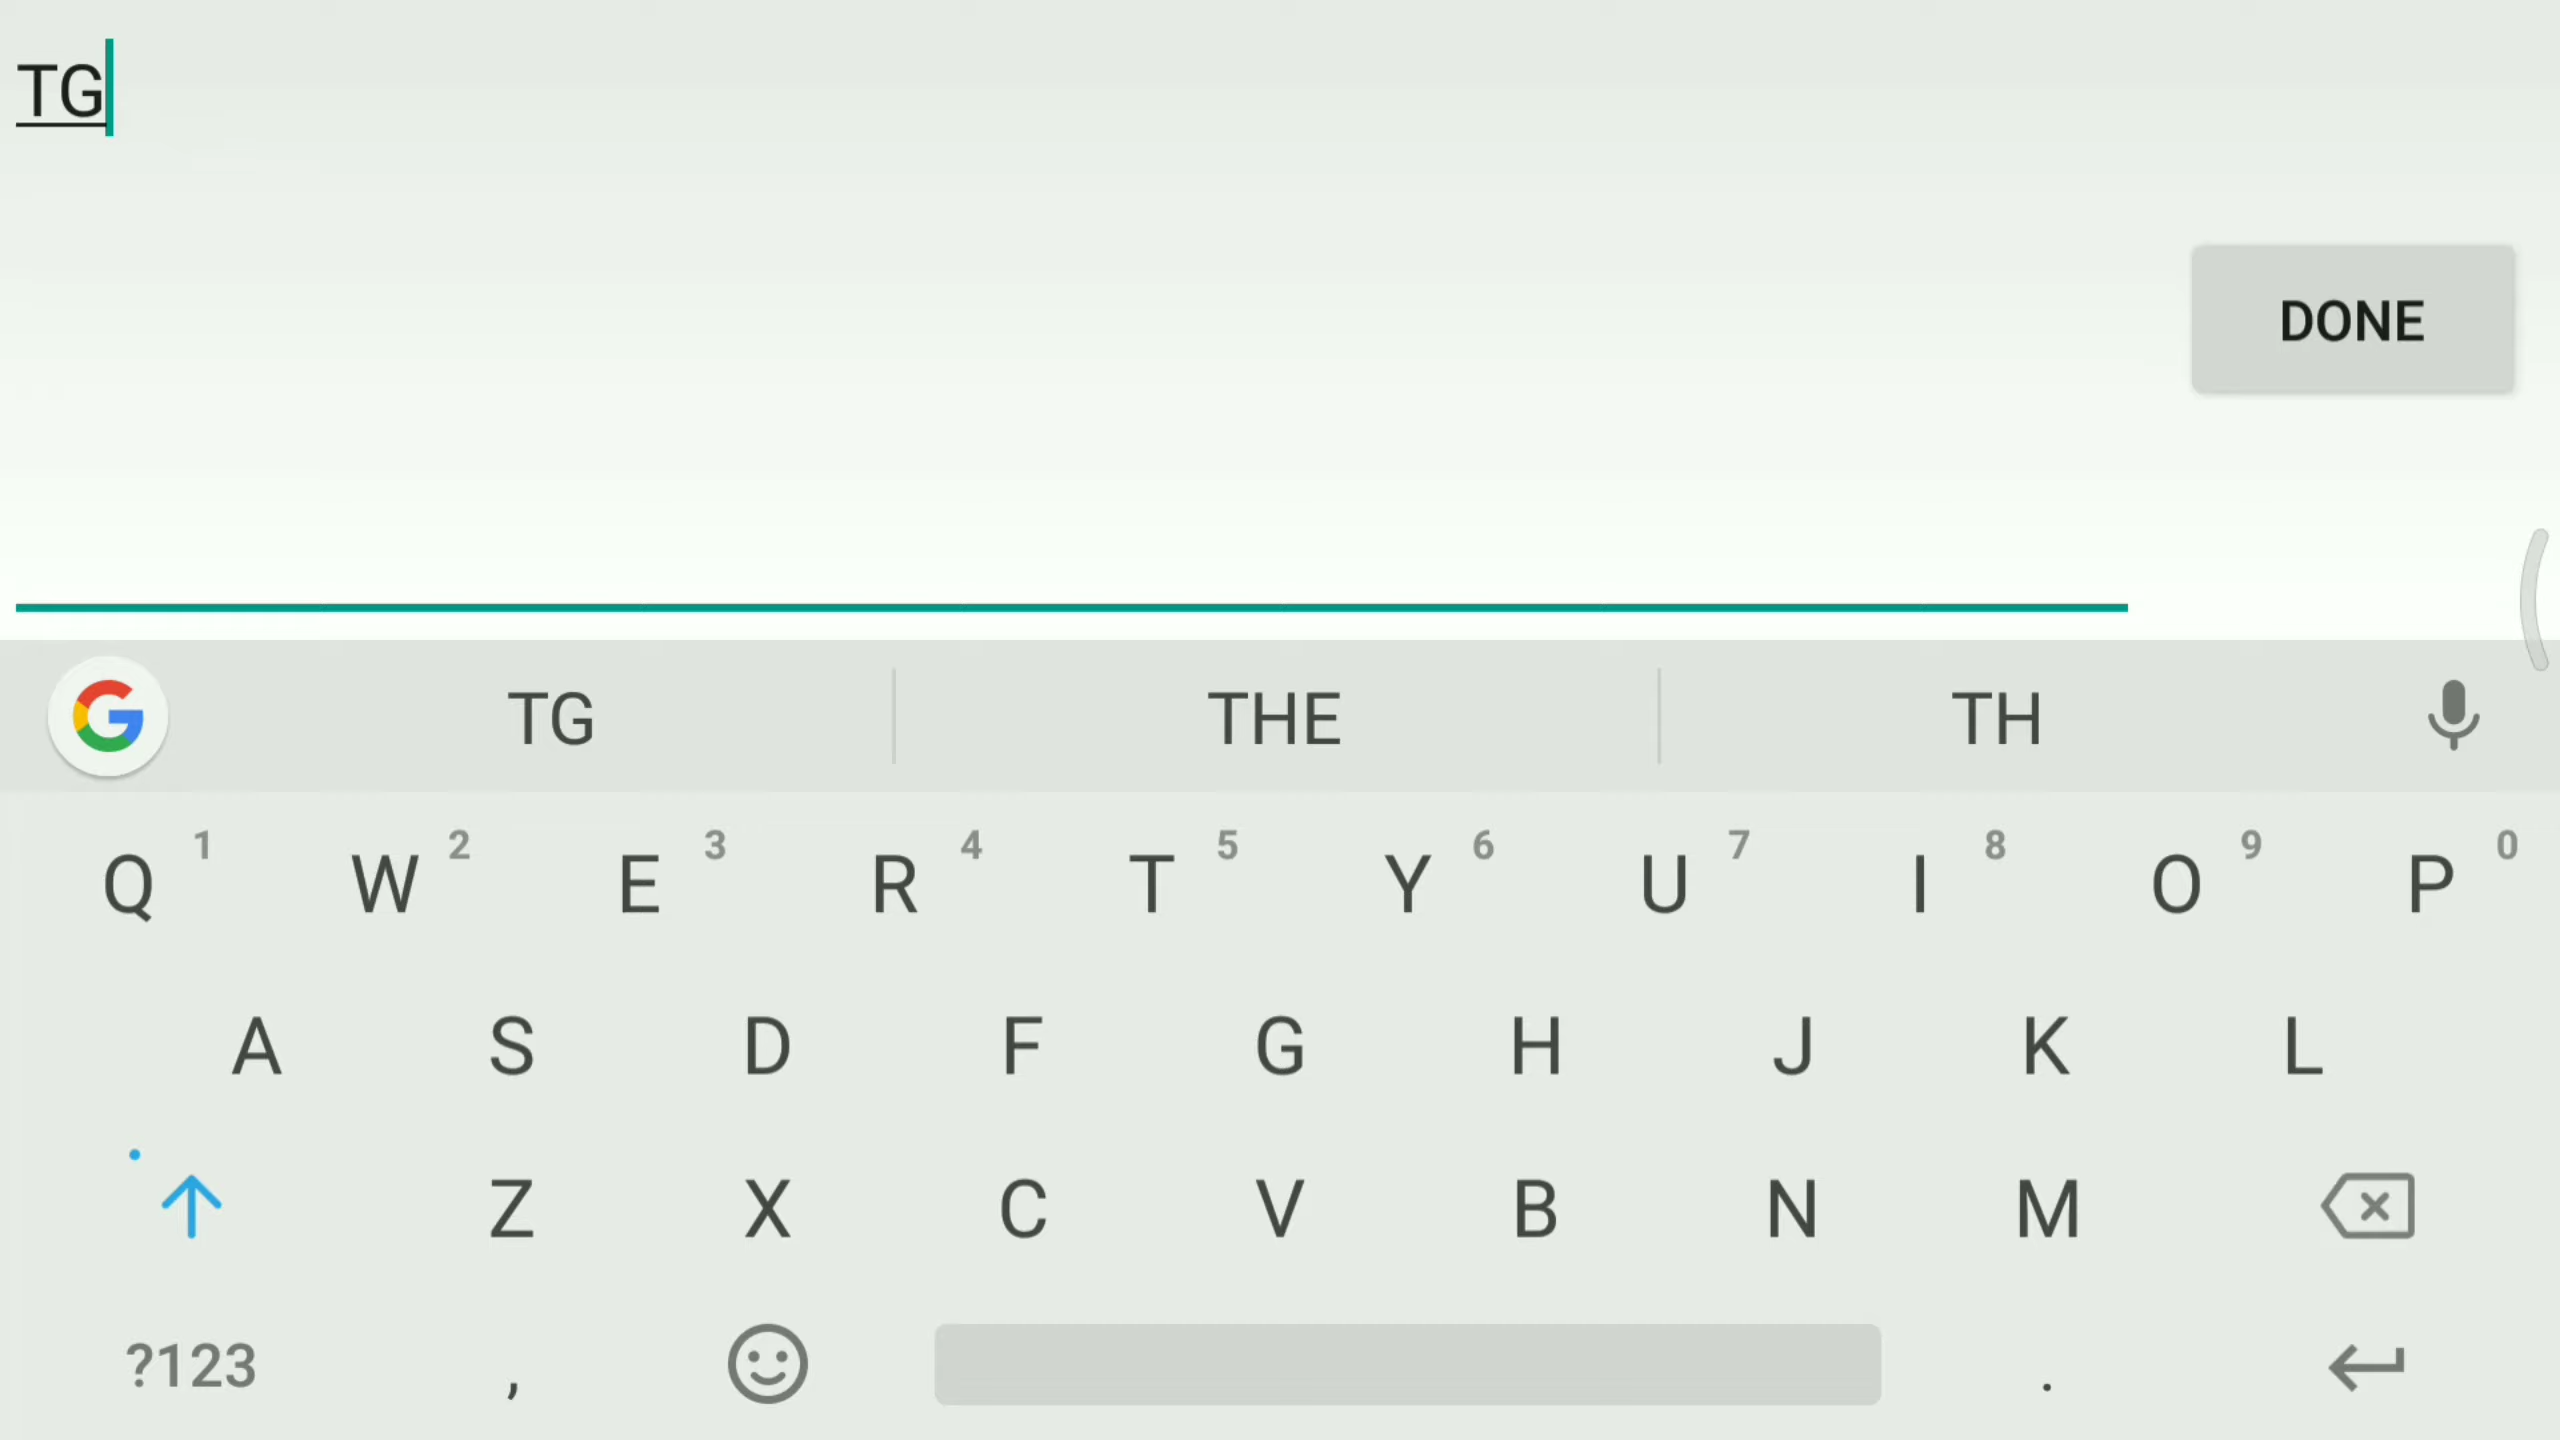 TG
DONE
TG THE TH
Q 1 W 2 E 3 R 4 T 5 Y 6 U 7 I 8 O 9 P 0
A S D F G H J K L
Z X C V B N M
?123 , .